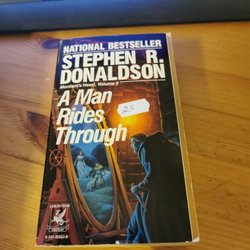 NATIONAL BESTSELLER
STEPHEN R.
DONALDSON
Mordant's Need, Volume II
A Man
Rides
Through
25